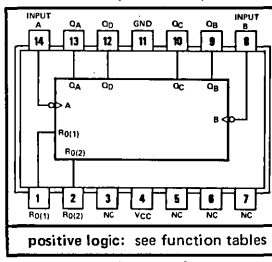 INPUT A QA QD GND QC QB INPUT B
14 13 12 11 10 9 8
QA QD QC QB
A
B
R0(1)
R0(2)
1 2 3 4 5 6 7
R0(1) R0(2) NC VCC NC NC NC
positive logic: see function tables